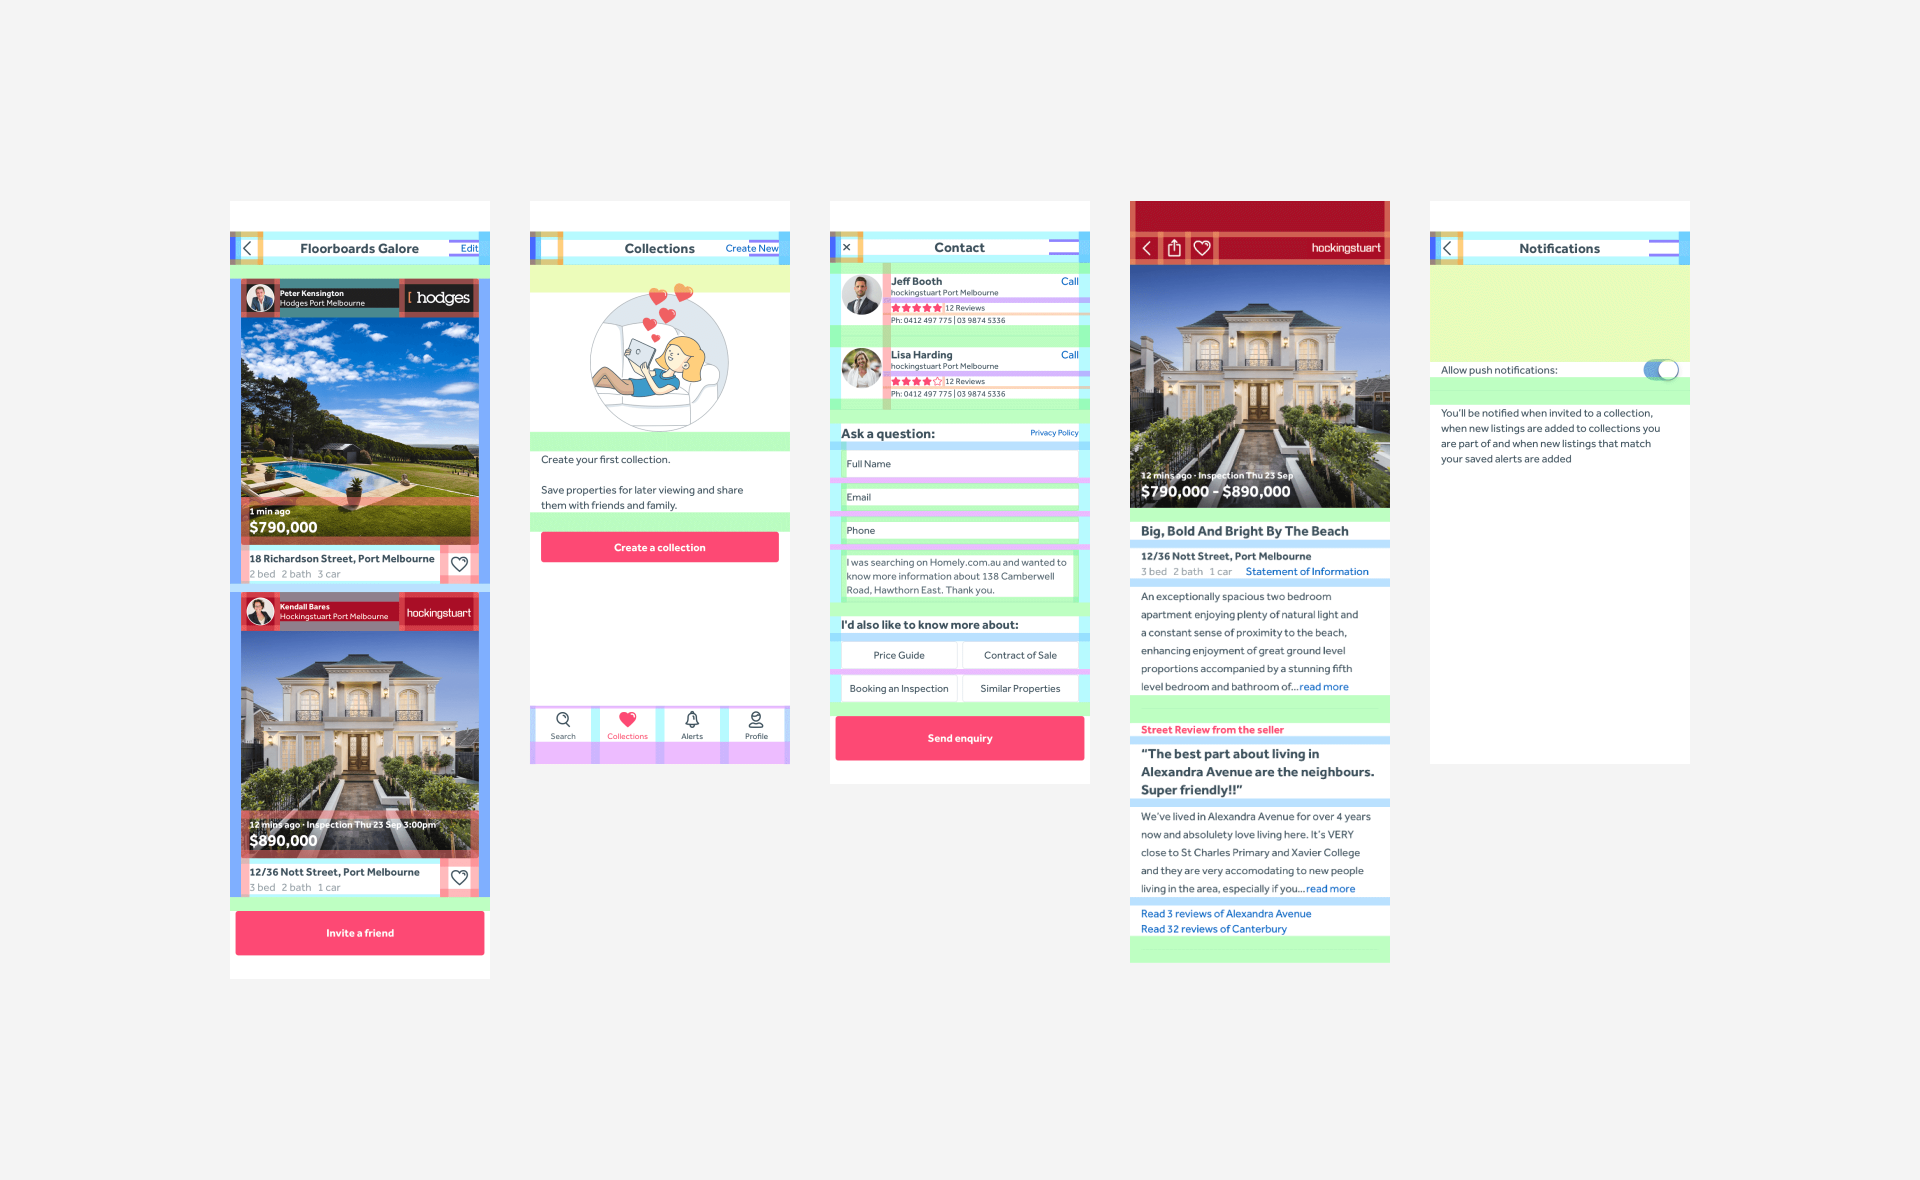 Floorboards Galore
Edit
Peter Kensington
Hodges Port Melbourne
hodges
1 min ago
$790,000
18 Richardson Street, Port Melbourne
2 bed 2 bath 3 car
Kendall Bares
Hockingstuart Port Melbourne
hockingstuart
12 mins ago · Inspection Thu 23 Sep 3:00pm
$890,000
12/36 Nott Street, Port Melbourne
3 bed 2 bath 1 car
Invite a friend
Collections
Create New
Create your first collection.
Save properties for later viewing and share
them with friends and family.
Create a collection
Search
Collections
Alerts
Profile
Contact
Jeff Booth
Call
hockingstuart Port Melbourne
12 Reviews
Ph: 0412 497 775 | 03 9874 5336
Lisa Harding
Call
hockingstuart Port Melbourne
12 Reviews
Ph: 0412 497 775 | 03 9874 5336
Ask a question:
Privacy Policy
Full Name
Email
Phone
I was searching on Homely.com.au and wanted to
know more information about 138 Camberwell
Road, Hawthorn East. Thank you.
I'd also like to know more about:
Price Guide
Contract of Sale
Booking an Inspection
Similar Properties
Send enquiry
hockingstuart
12 mins ago · Inspection Thu 23 Sep
$790,000 - $890,000
Big, Bold And Bright By The Beach
12/36 Nott Street, Port Melbourne
3 bed 2 bath 1 car Statement of Information
An exceptionally spacious two bedroom
apartment enjoying plenty of natural light and
a constant sense of proximity to the beach,
enhancing enjoyment of great ground level
proportions accompanied by a stunning fifth
level bedroom and bathroom of...read more
Street Review from the seller
“The best part about living in
Alexandra Avenue are the neighbours.
Super friendly!!”
We've lived in Alexandra Avenue for over 4 years
now and absolulety love living here. It's VERY
close to St Charles Primary and Xavier College
and they are very accomodating to new people
living in the area, especially if you...read more
Read 3 reviews of Alexandra Avenue
Read 32 reviews of Canterbury
Notifications
Allow push notifications:
You'll be notified when invited to a collection,
when new listings are added to collections you
are part of and when new listings that match
your saved alerts are added